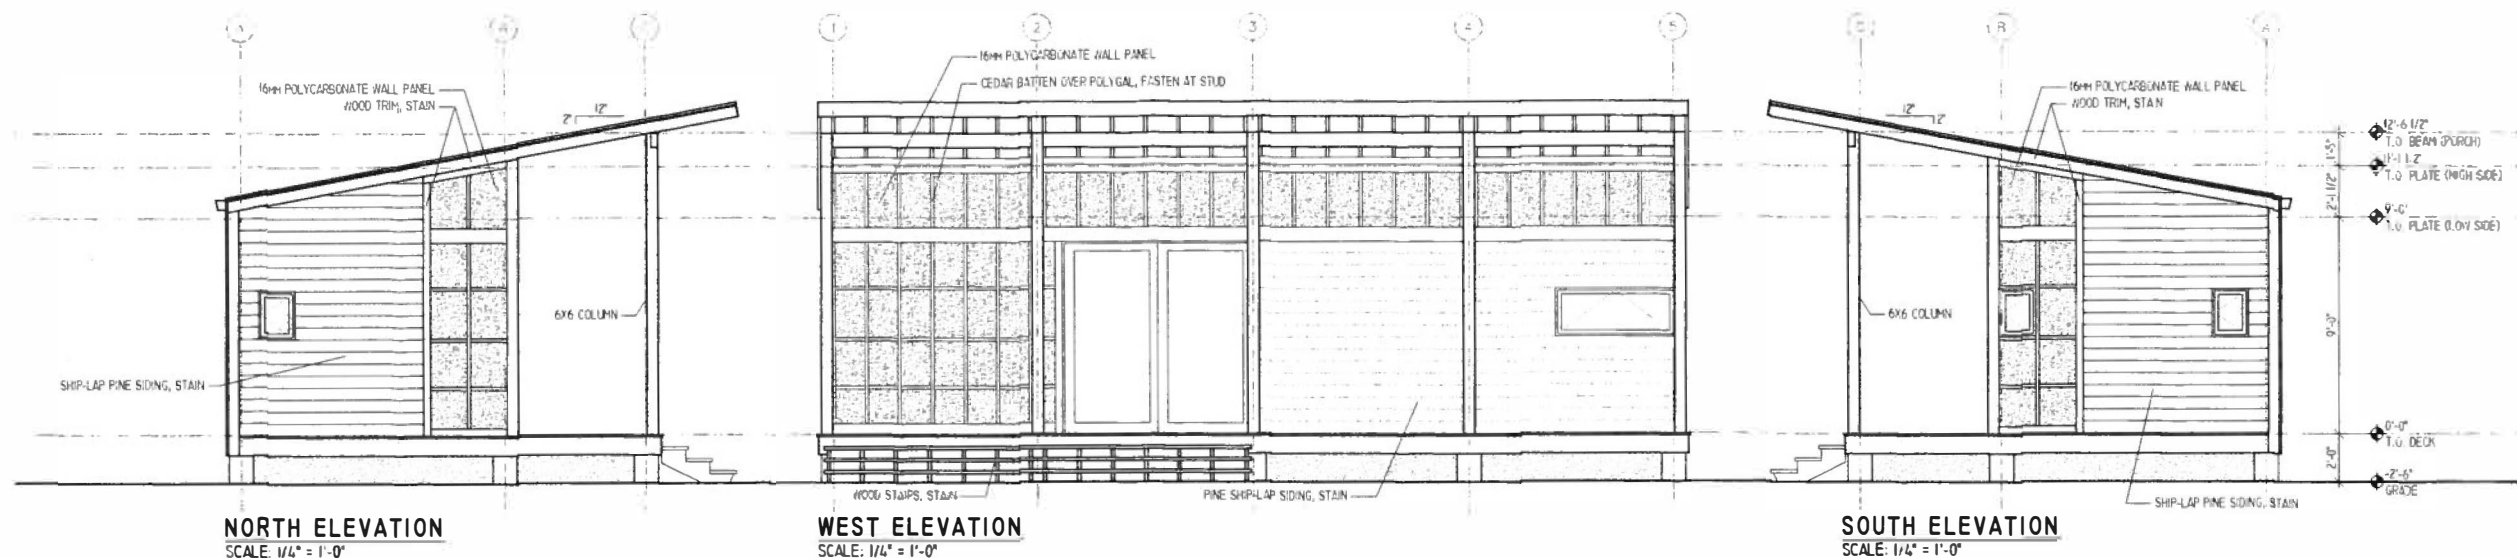 1
2
3
4
5
B
A
16MM POLYCARBONATE WALL PANEL
CEDAR BATTEN OVER POLYGAL, FASTEN AT STUD
16MM POLYCARBONATE WALL PANEL
WOOD TRIM, STAIN
2"
12"
12"
2"
16MM POLYCARBONATE WALL PANEL
WOOD TRIM, STAIN
12'-6 1/2"
T.O. BEAM (PORCH)
1'-5"
11'-1 1/2"
T.O. PLATE (HIGH SIDE)
2'-1 1/2"
9'-0"
T.O. PLATE (LOW SIDE)
6X6 COLUMN
6X6 COLUMN
9'-0"
SHIP-LAP PINE SIDING, STAIN
0'-0"
T.O. DECK
2'-0"
-2'-6"
GRADE
WOOD STAIRS, STAIN
PINE SHIP-LAP SIDING, STAIN
SHIP-LAP PINE SIDING, STAIN
NORTH ELEVATION
SCALE: 1/4" = 1'-0"
WEST ELEVATION
SCALE: 1/4" = 1'-0"
SOUTH ELEVATION
SCALE: 1/4" = 1'-0"